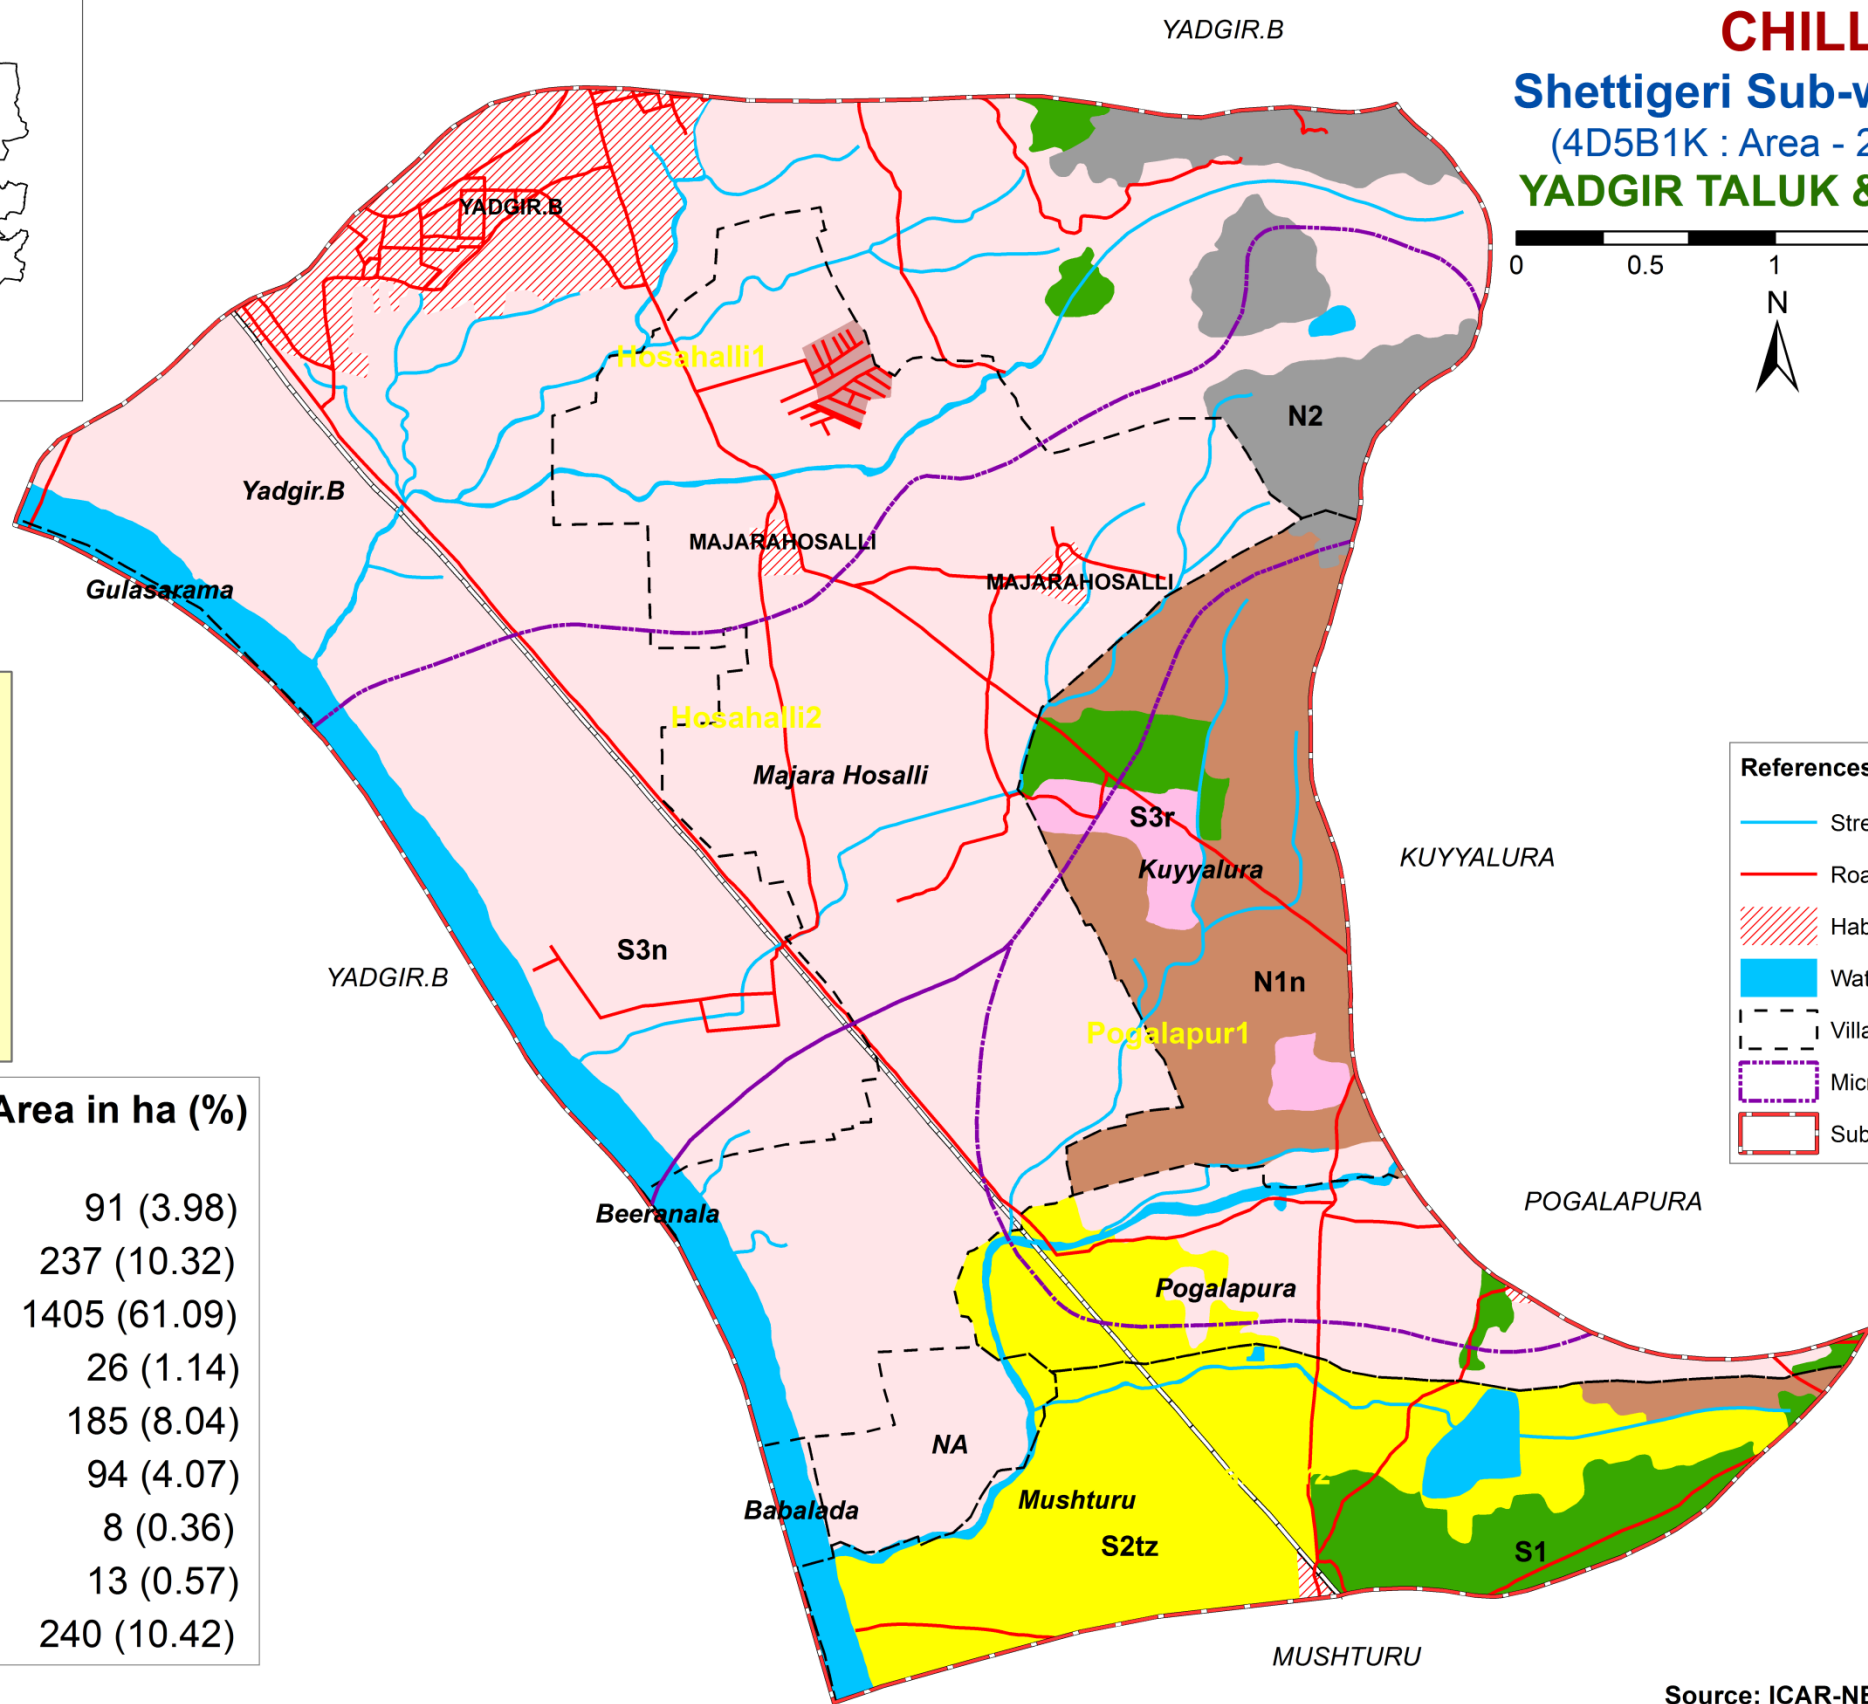 YADGIR.B
CHILL
Shettigeri Sub-w
(4D5B1K : Area - 2
YADGIR TALUK &
0 0.5 1
N
YADGIR.B
Hosahalli1
N2
Yadgir.B
MAJARAHOSALLI
MAJARAHOSALLI
Gulasarama
Hosahalli2
Majara Hosalli
S3r
Kuyyalura
KUYYALURA
References
Stre
Roa
Hab
Wat
Villa
Micr
Sub
S3n
YADGIR.B
N1n
Pogalapur1
Area in ha (%)
91 (3.98)
237 (10.32)
1405 (61.09)
26 (1.14)
185 (8.04)
94 (4.07)
8 (0.36)
13 (0.57)
240 (10.42)
Beeranala
POGALAPURA
Pogalapura
NA
Babalada
Mushturu
S2tz
S1
MUSHTURU
Source: ICAR-NB